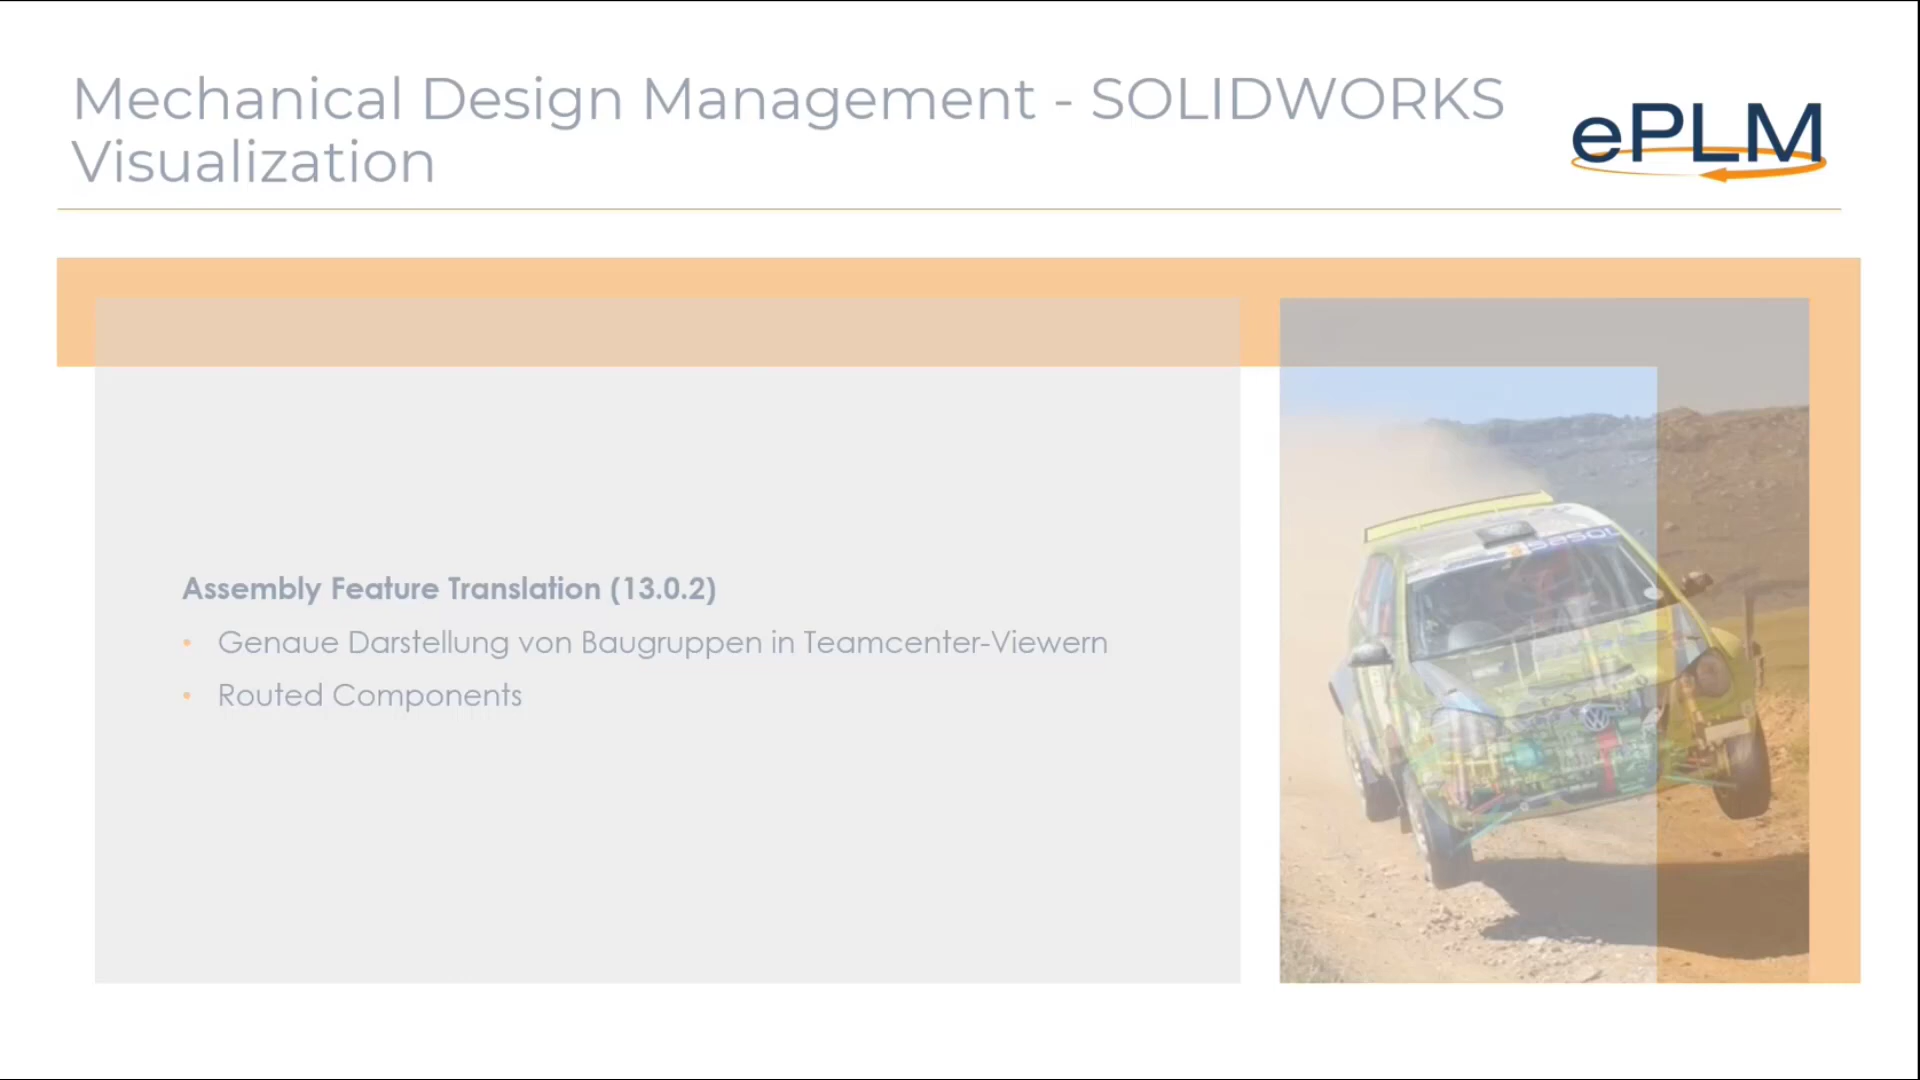 Mechanical Design Management - SOLIDWORKS
Visualization
ePLM
Assembly Feature Translation (13.0.2)
• Genaue Darstellung von Baugruppen in Teamcenter-Viewern
• Routed Components
sasol